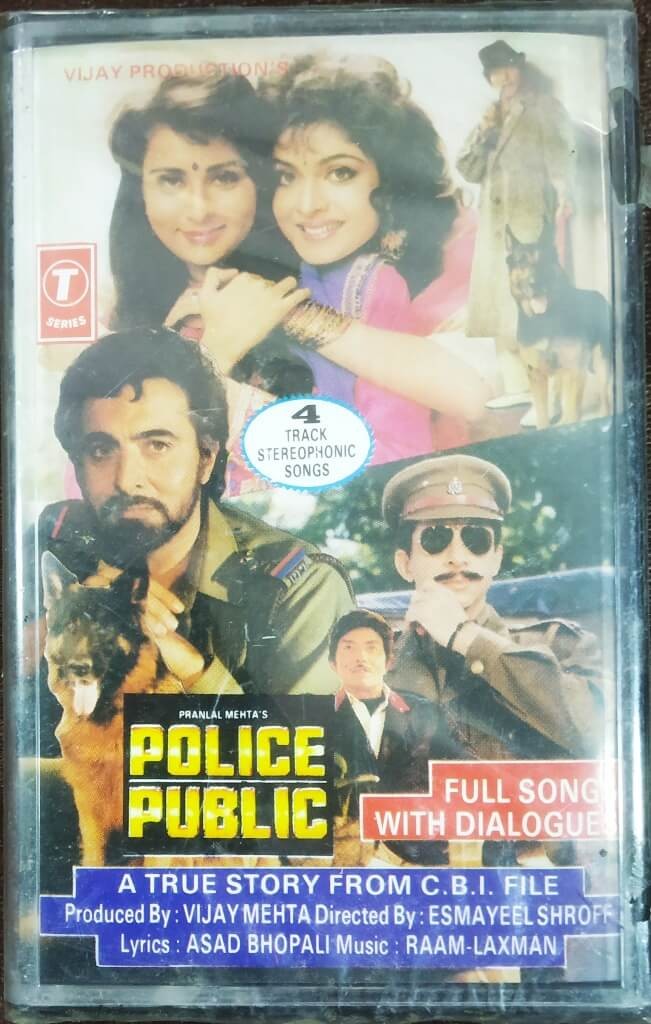 VIJAY PRODUCTION'S
T
SERIES
4
TRACK
STEREOPHONIC
SONGS
PRANLAL MEHTA'S
POLICE
PUBLIC
FULL SONG
WITH DIALOGUES
A TRUE STORY FROM C.B.I. FILE
Produced By : VIJAY MEHTA Directed By : ESMAYEEL SHROFF
Lyrics : ASAD BHOPALI Music : RAAM-LAXMAN